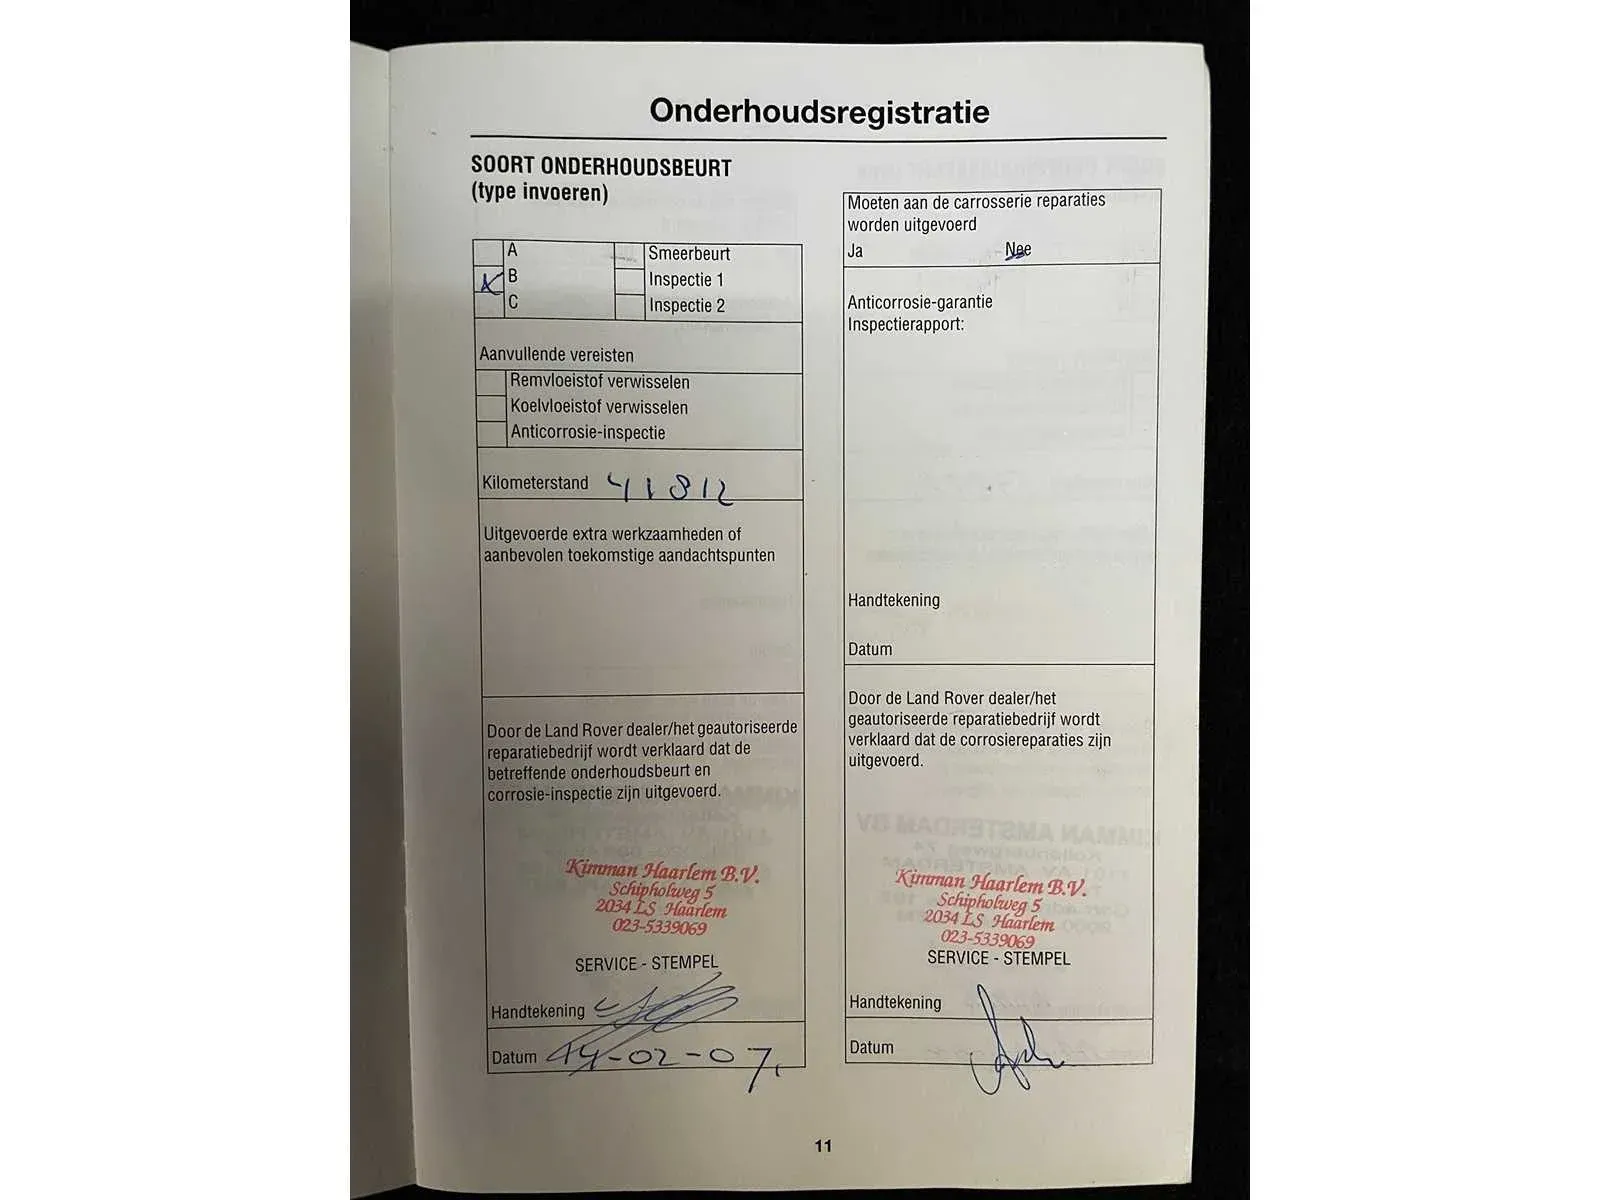 Onderhoudsregistratie
SOORT ONDERHOUDSBEURT
(type invoeren)
A
B
C
Smeerbeurt
Inspectie 1
Inspectie 2
Aanvullende vereisten
Remvloeistof verwisselen
Koelvloeistof verwisselen
Anticorrosie-inspectie
Kilometerstand 41812
Uitgevoerde extra werkzaamheden of
aanbevolen toekomstige aandachtspunten
Door de Land Rover dealer/het geautoriseerde
reparatiebedrijf wordt verklaard dat de
betreffende onderhoudsbeurt en
corrosie-inspectie zijn uitgevoerd.
Kimman Haarlem B.V.
Schipholweg 5
2034 LS Haarlem
023-5339069
SERVICE - STEMPEL
Handtekening
Datum 14-02-07
Moeten aan de carrosserie reparaties
worden uitgevoerd
Ja Nee
Anticorrosie-garantie
Inspectierapport:
Handtekening
Datum
Door de Land Rover dealer/het
geautoriseerde reparatiebedrijf wordt
verklaard dat de corrosiereparaties zijn
uitgevoerd.
Kimman Haarlem B.V.
Schipholweg 5
2034 LS Haarlem
023-5339069
SERVICE - STEMPEL
Handtekening
Datum
11